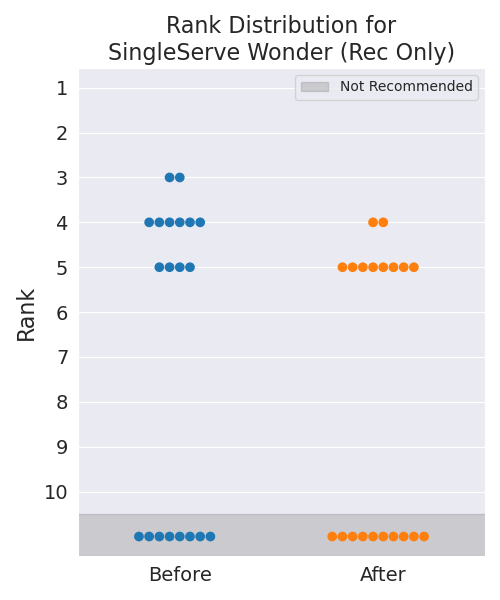 Rank Distribution for
SingleServe Wonder (Rec Only)
Not Recommended
1
2
3
4
5
6
7
8
9
10
Rank
Before
After